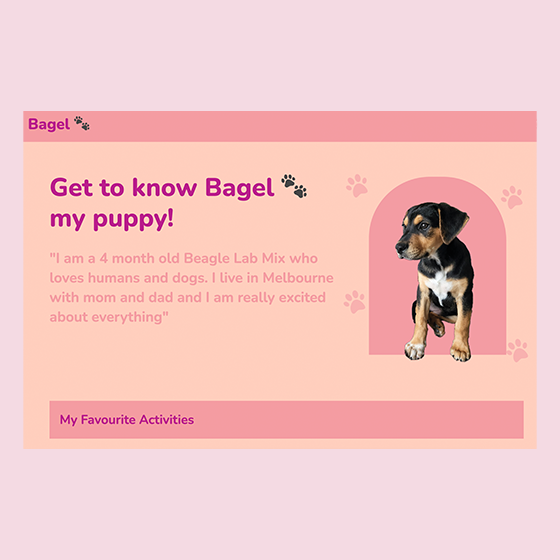 Bagel 🐾
Get to know Bagel 🐾
my puppy!
"I am a 4 month old Beagle Lab Mix who
loves humans and dogs. I live in Melbourne
with mom and dad and I am really excited
about everything"
My Favourite Activities